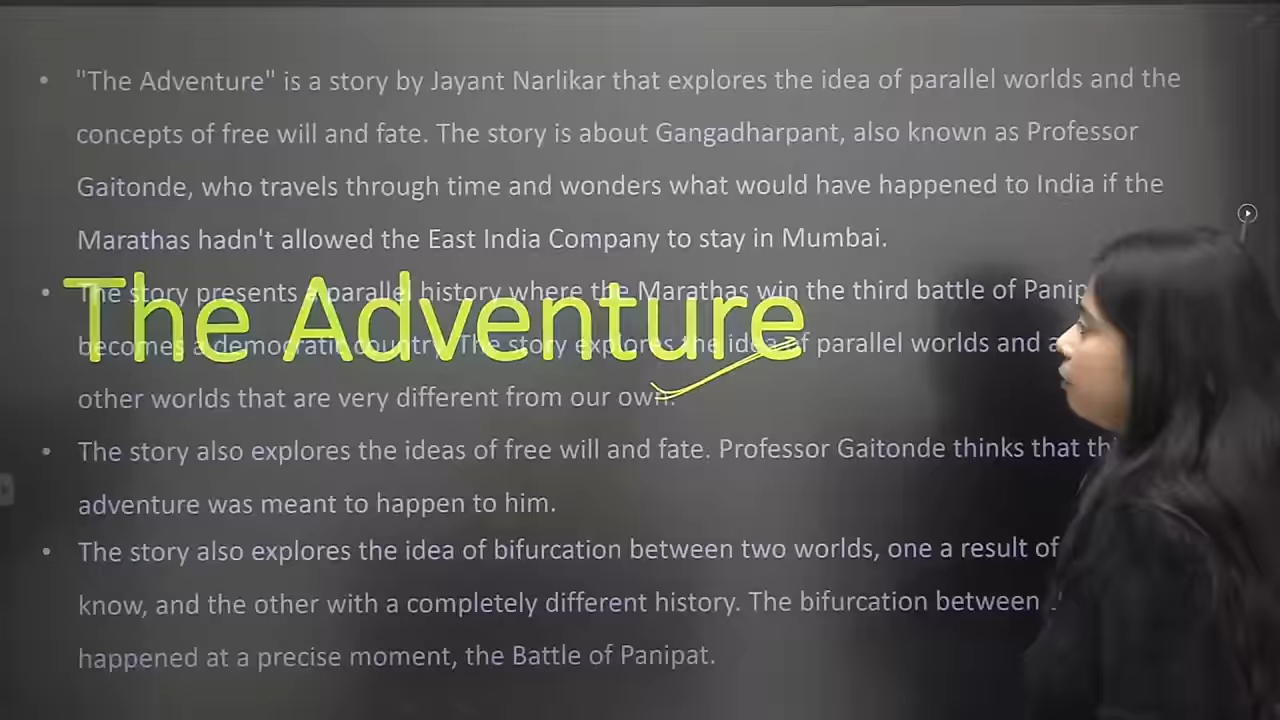 • "The Adventure" is a story by Jayant Narlikar that explores the idea of parallel worlds and the
concepts of free will and fate. The story is about Gangadharpant, also known as Professor
Gaitonde, who travels through time and wonders what would have happened to India if the
Marathas hadn't allowed the East India Company to stay in Mumbai.
• The story presents a parallel history where the Marathas win the third battle of Panip
The Adventure
becomes a democratic country. The story explores the idea of parallel worlds and a
other worlds that are very different from our own.
• The story also explores the ideas of free will and fate. Professor Gaitonde thinks that thi
adventure was meant to happen to him.
• The story also explores the idea of bifurcation between two worlds, one a result of
know, and the other with a completely different history. The bifurcation between
happened at a precise moment, the Battle of Panipat.